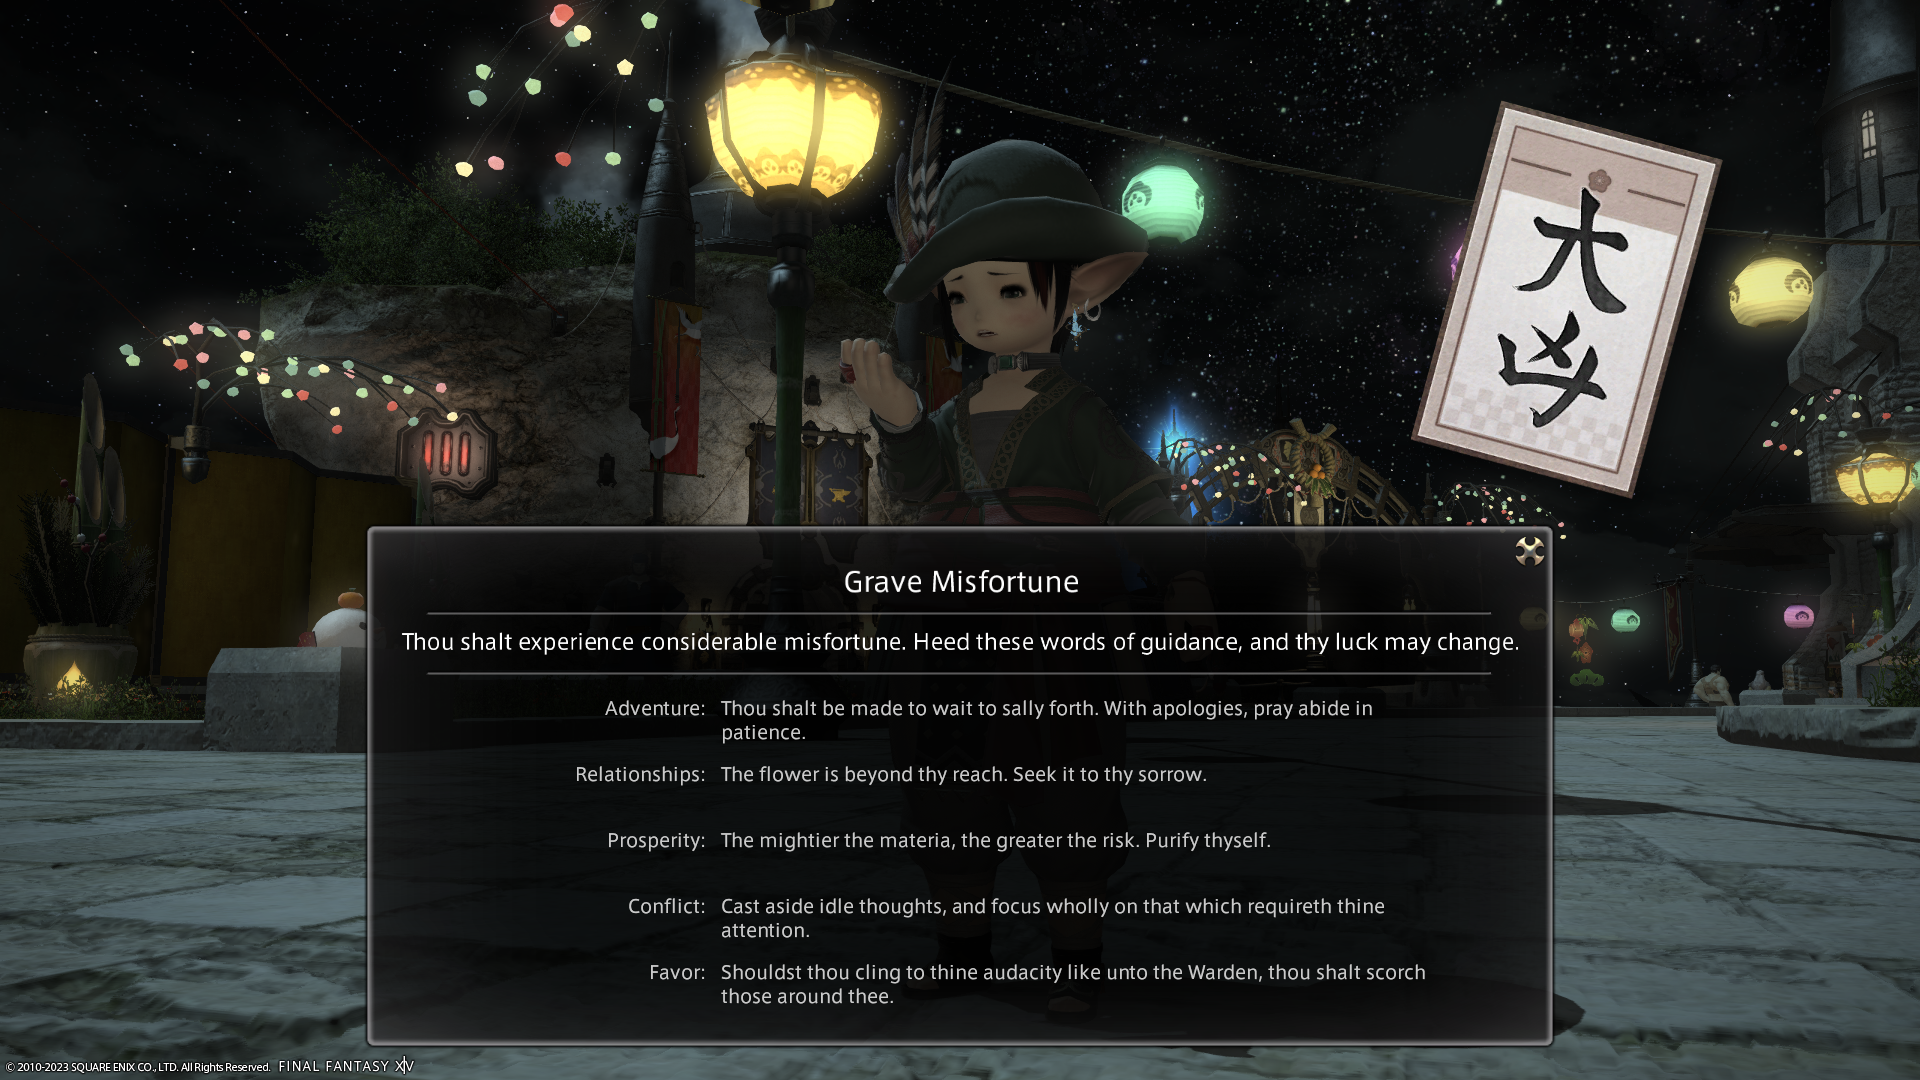 大
凶
Grave Misfortune
Thou shalt experience considerable misfortune. Heed these words of guidance, and thy luck may change.
Adventure: Thou shalt be made to wait to sally forth. With apologies, pray abide in
patience.
Relationships: The flower is beyond thy reach. Seek it to thy sorrow.
Prosperity: The mightier the materia, the greater the risk. Purify thyself.
Conflict: Cast aside idle thoughts, and focus wholly on that which requireth thine
attention.
Favor: Shouldst thou cling to thine audacity like unto the Warden, thou shalt scorch
those around thee.
© 2010-2023 SQUARE ENIX CO., LTD. All Rights Reserved. FINAL FANTASY XIV